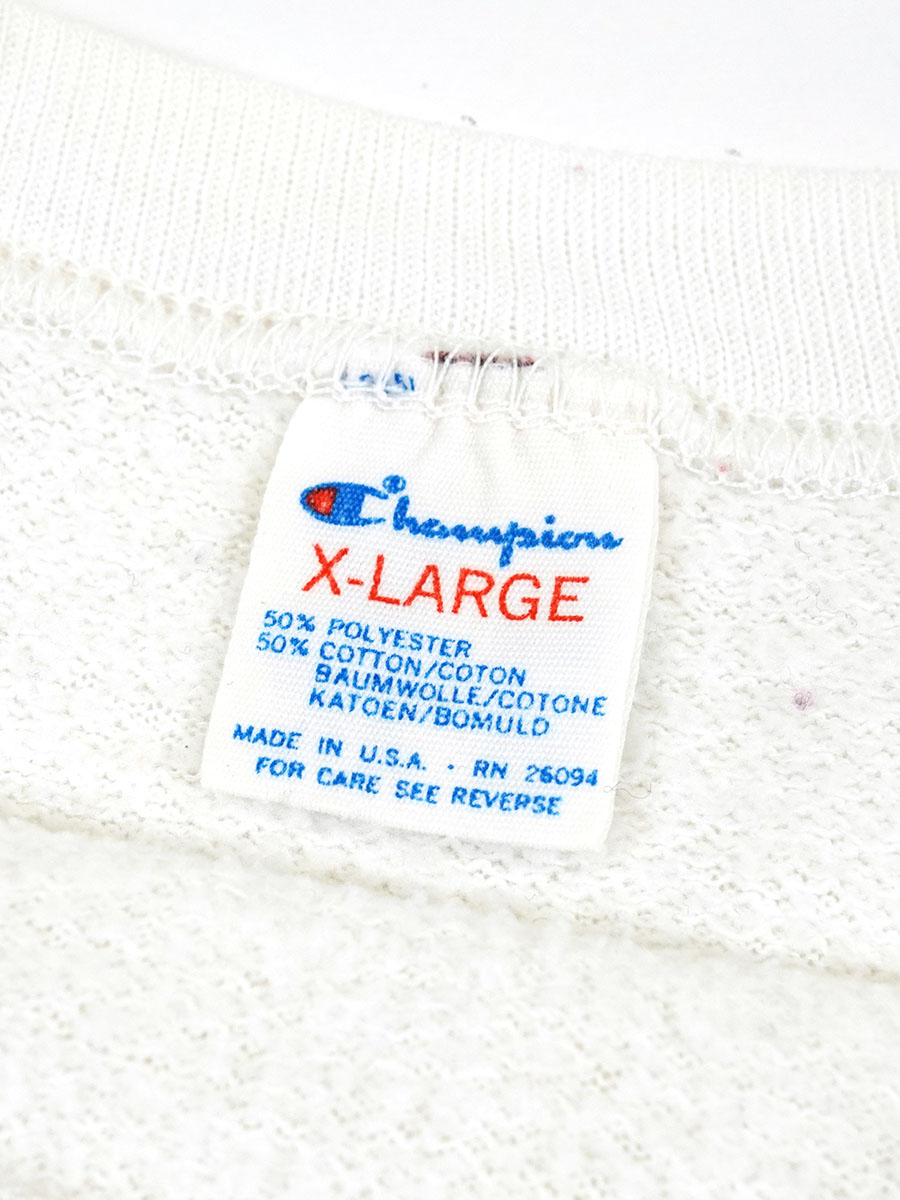 Champion
X-LARGE
50% POLYESTER
50% COTTON/COTON
BAUMWOLLE/COTONE
KATOEN/BOMULD
MADE IN U.S.A. · RN 26094
FOR CARE SEE REVERSE